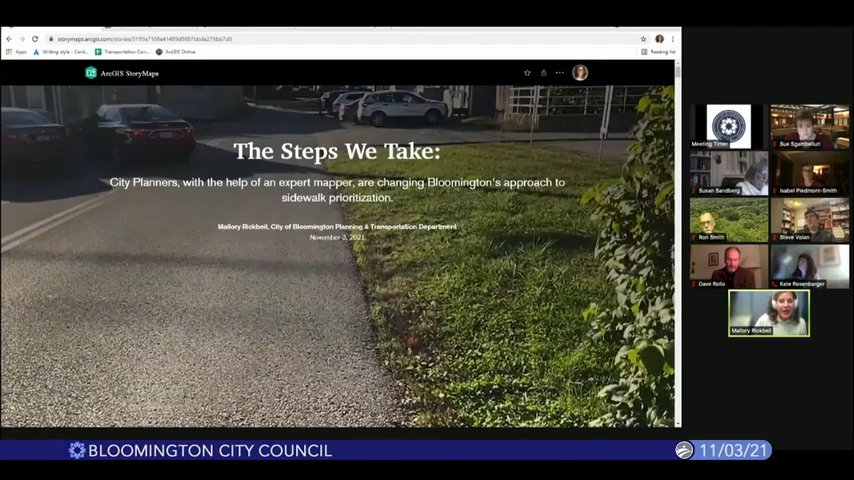 storymaps.arcgis.com/stories/
Apps
Writing style - Cent...
Transportation Can...
ArcGIS Online
Reading list
ArcGIS StoryMaps
The Steps We Take:
City Planners, with the help of an expert mapper, are changing Bloomington's approach to
sidewalk prioritization.
Mallory Rickbeil, City of Bloomington Planning & Transportation Department
November 3, 2021
Meeting Timer
Sue Sgambelluri
Susan Sandberg
Isabel Piedmont-Smith
Ron Smith
Steve Volan
Dave Rollo
Kate Rosenbarger
Mallory Rickbeil
BLOOMINGTON CITY COUNCIL
11/03/21